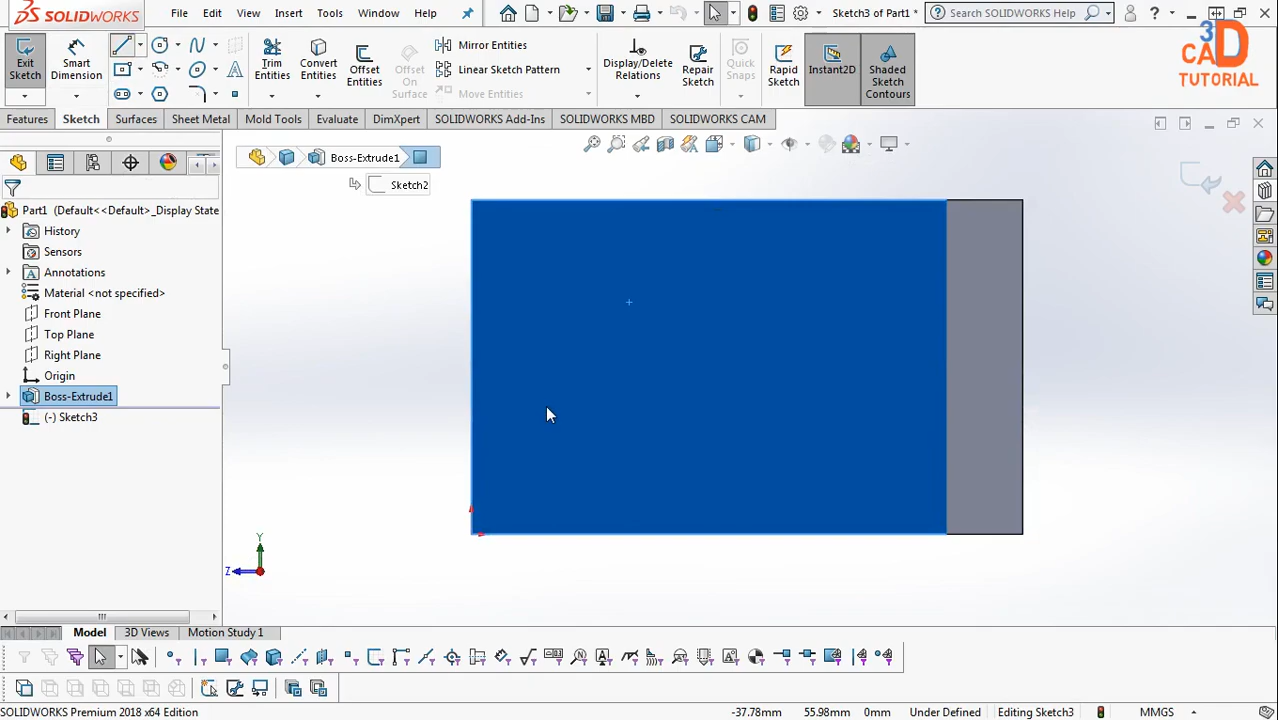 SOLIDWORKS
File
Edit
View
Insert
Tools
Window
Help
Sketch3 of Part1 *
Search SOLIDWORKS Help
?
3D
CAD
TUTORIAL
Exit
Sketch
Smart
Dimension
Trim
Entities
Convert
Entities
Offset
Entities
Offset
On
Surface
Mirror Entities
Linear Sketch Pattern
Move Entities
Display/Delete
Relations
Repair
Sketch
Quick
Snaps
Rapid
Sketch
Instant2D
Shaded
Sketch
Contours
Features
Sketch
Surfaces
Sheet Metal
Mold Tools
Evaluate
DimXpert
SOLIDWORKS Add-Ins
SOLIDWORKS MBD
SOLIDWORKS CAM
Boss-Extrude1
Sketch2
Part1 (Default<<Default>_Display State
History
Sensors
Annotations
Material <not specified>
Front Plane
Top Plane
Right Plane
Origin
Boss-Extrude1
(-) Sketch3
Y
Z
Model
3D Views
Motion Study 1
SOLIDWORKS Premium 2018 x64 Edition
-37.78mm
55.98mm
0mm
Under Defined
Editing Sketch3
MMGS